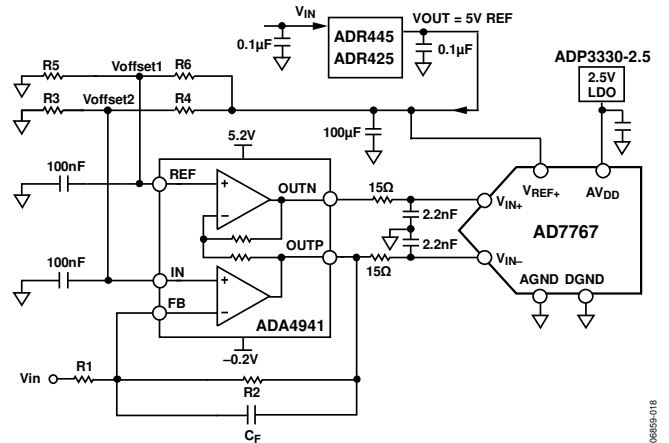 VIN
VOUT = 5V REF
ADR445
ADR425
0.1µF
0.1µF
ADP3330-2.5
2.5V
LDO
R5
Voffset1
R6
R3
Voffset2
R4
100µF
5.2V
100nF
REF
OUTN
15Ω
VREF+
AVDD
VIN+
2.2nF
AD7767
OUTP
2.2nF
15Ω
VIN−
100nF
IN
FB
ADA4941
AGND
DGND
−0.2V
Vin
R1
R2
CF
06859-018